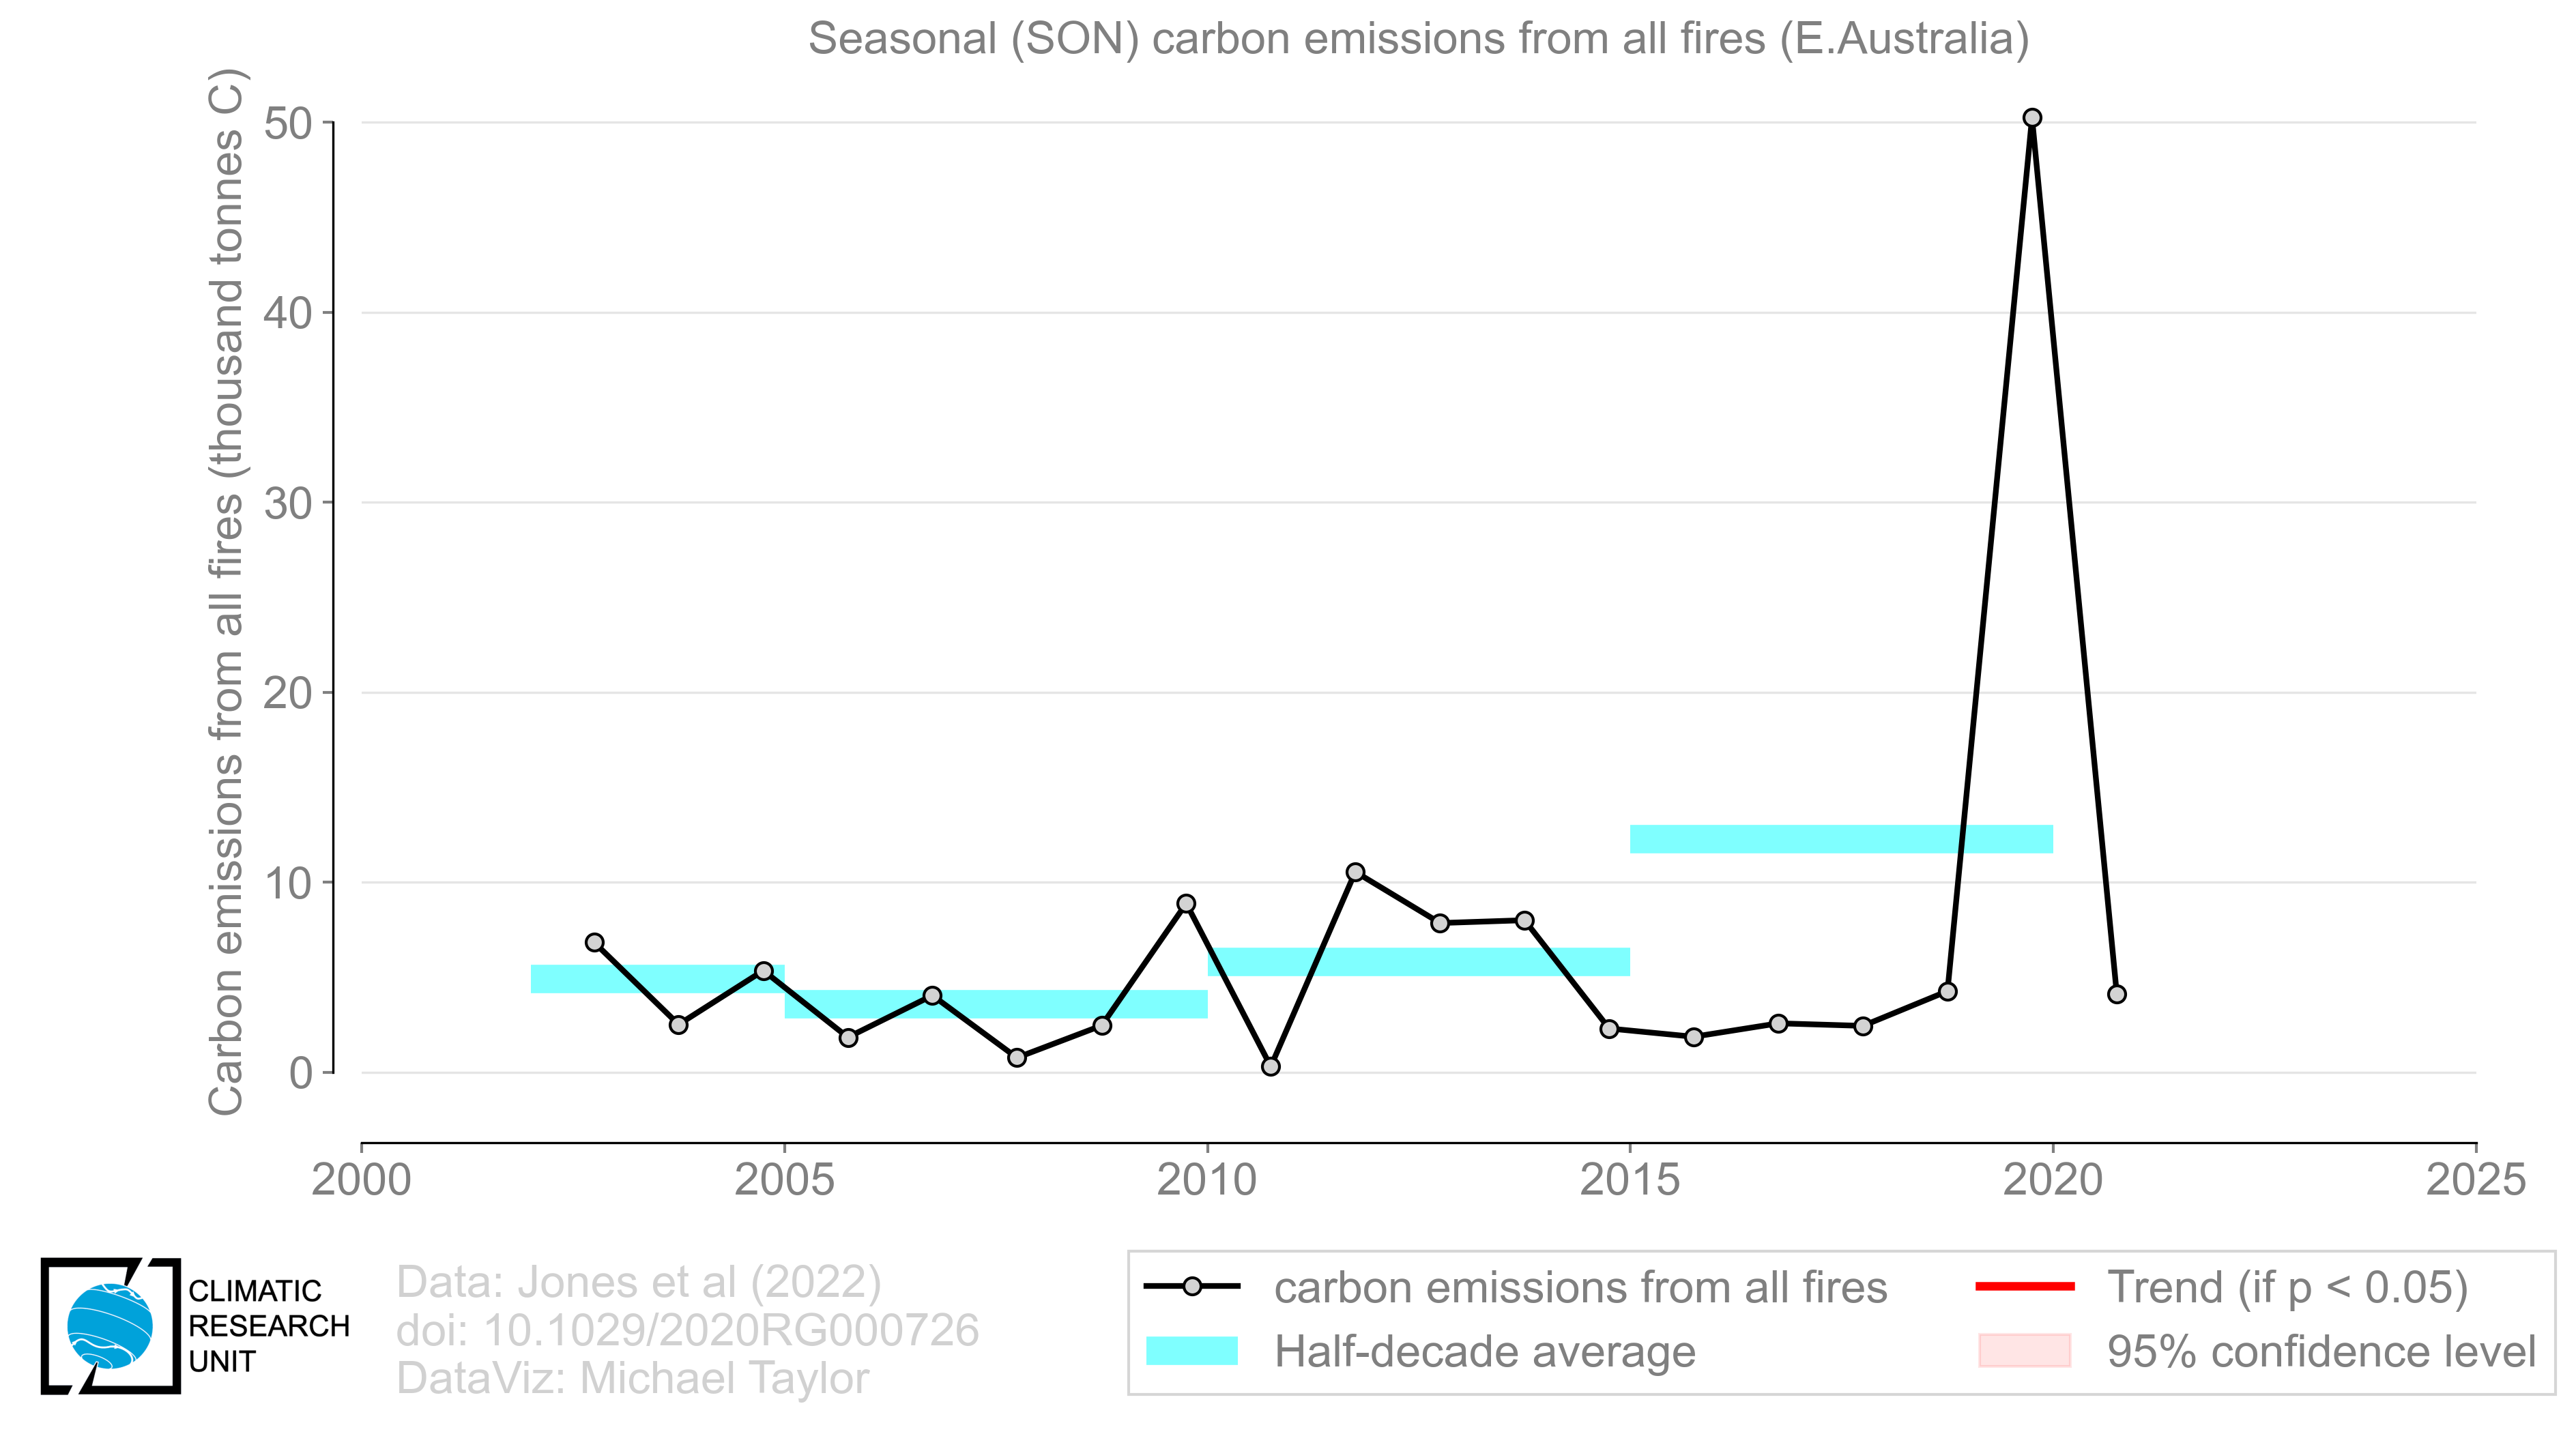 Seasonal (SON) carbon emissions from all fires (E.Australia)
Carbon emissions from all fires (thousand tonnes C)
50
40
30
20
10
0
2000
2005
2010
2015
2020
2025
CLIMATIC
RESEARCH
UNIT
Data: Jones et al (2022)
doi: 10.1029/2020RG000726
DataViz: Michael Taylor
carbon emissions from all fires
Half-decade average
Trend (if p < 0.05)
95% confidence level